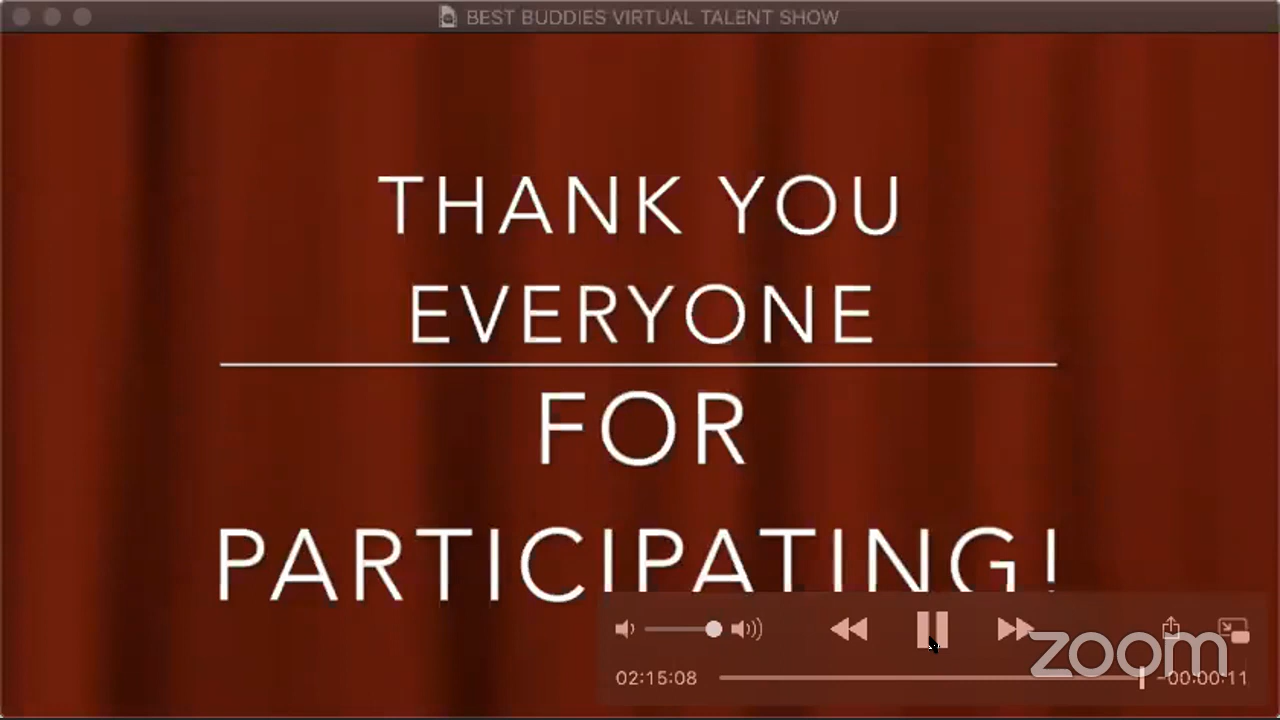 BEST BUDDIES VIRTUAL TALENT SHOW
THANK YOU
EVERYONE
FOR
PARTICIPATING!
zoom
02:15:08
-00:00:11